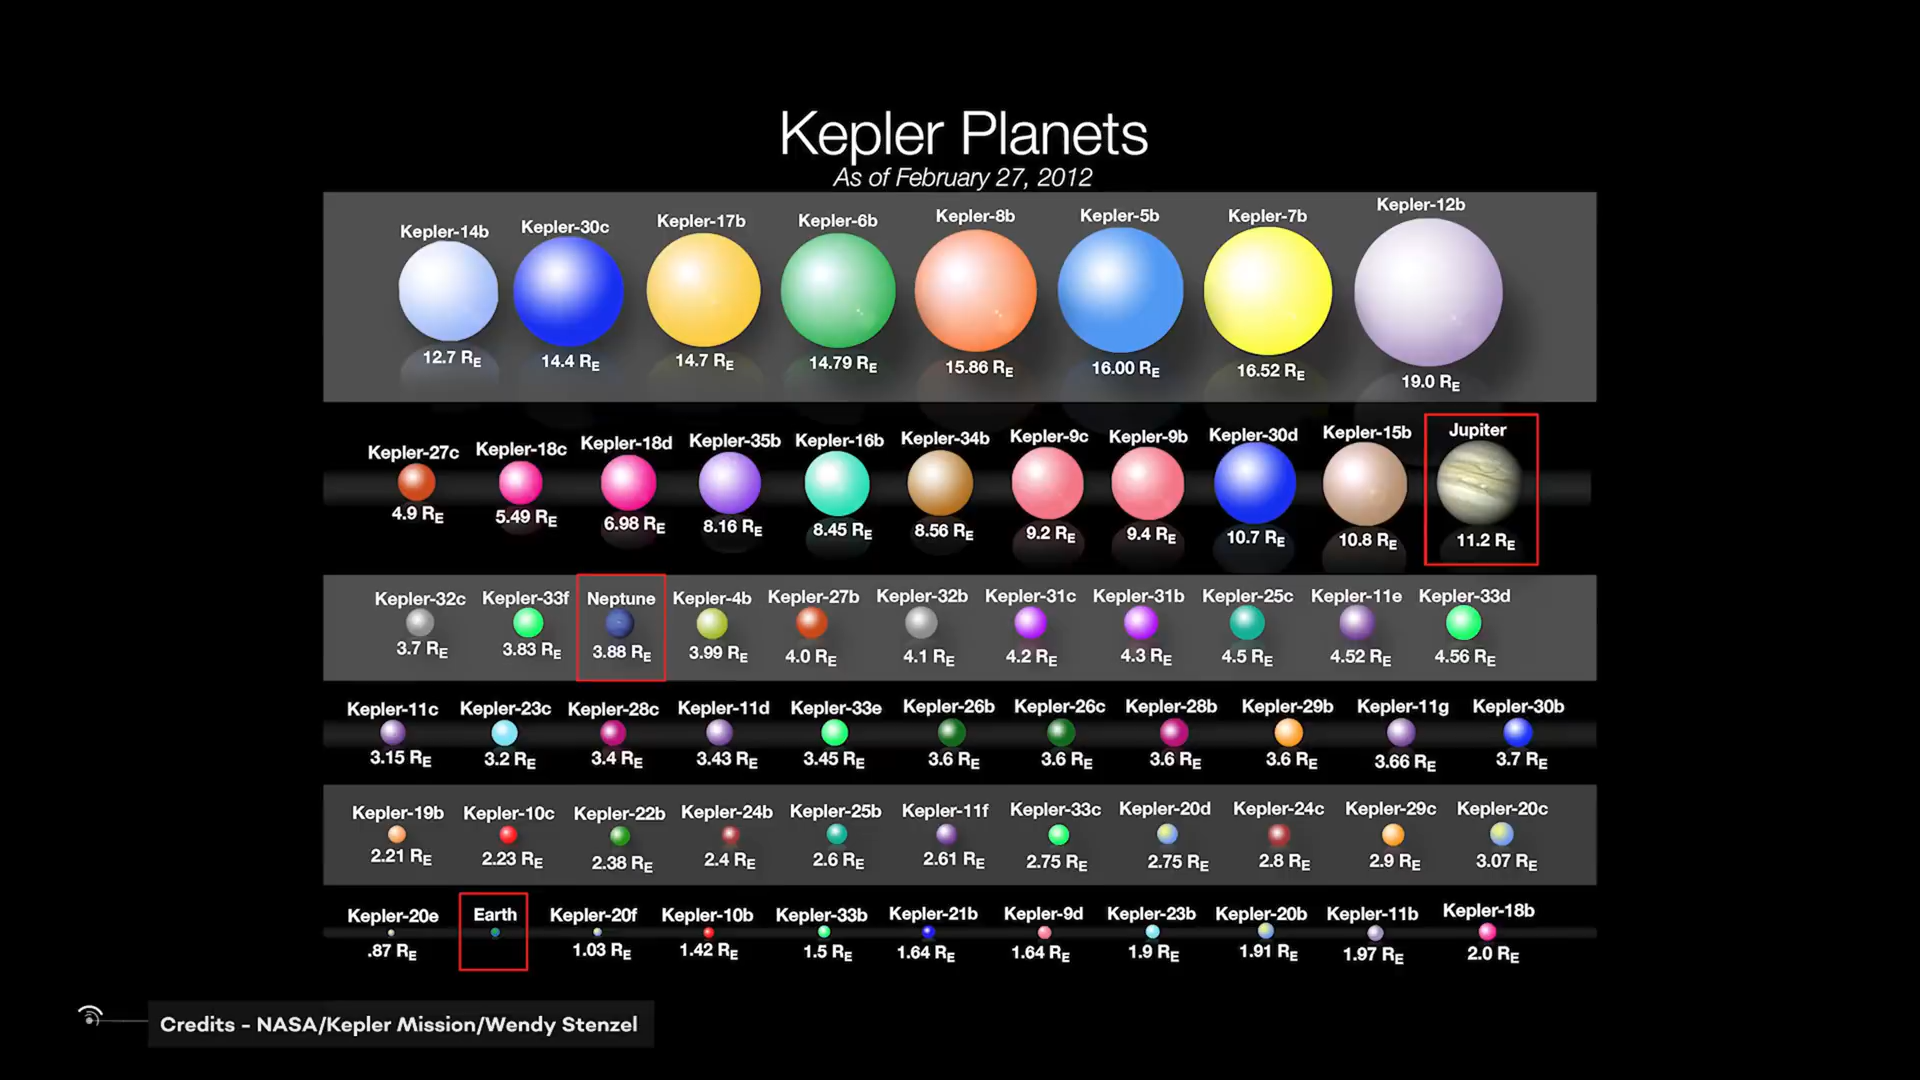 Kepler Planets
As of February 27, 2012
Kepler-14b Kepler-30c Kepler-17b Kepler-6b Kepler-8b Kepler-5b Kepler-7b Kepler-12b
12.7 RE 14.4 RE 14.7 RE 14.79 RE 15.86 RE 16.00 RE 16.52 RE 19.0 RE
Kepler-27c Kepler-18c Kepler-18d Kepler-35b Kepler-16b Kepler-34b Kepler-9c Kepler-9b Kepler-30d Kepler-15b Jupiter
4.9 RE 5.49 RE 6.98 RE 8.16 RE 8.45 RE 8.56 RE 9.2 RE 9.4 RE 10.7 RE 10.8 RE 11.2 RE
Kepler-32c Kepler-33f Neptune Kepler-4b Kepler-27b Kepler-32b Kepler-31c Kepler-31b Kepler-25c Kepler-11e Kepler-33d
3.7 RE 3.83 RE 3.88 RE 3.99 RE 4.0 RE 4.1 RE 4.2 RE 4.3 RE 4.5 RE 4.52 RE 4.56 RE
Kepler-11c Kepler-23c Kepler-28c Kepler-11d Kepler-33e Kepler-26b Kepler-26c Kepler-28b Kepler-29b Kepler-11g Kepler-30b
3.15 RE 3.2 RE 3.4 RE 3.43 RE 3.45 RE 3.6 RE 3.6 RE 3.6 RE 3.6 RE 3.66 RE 3.7 RE
Kepler-19b Kepler-10c Kepler-22b Kepler-24b Kepler-25b Kepler-11f Kepler-33c Kepler-20d Kepler-24c Kepler-29c Kepler-20c
2.21 RE 2.23 RE 2.38 RE 2.4 RE 2.6 RE 2.61 RE 2.75 RE 2.75 RE 2.8 RE 2.9 RE 3.07 RE
Kepler-20e Earth Kepler-20f Kepler-10b Kepler-33b Kepler-21b Kepler-9d Kepler-23b Kepler-20b Kepler-11b Kepler-18b
.87 RE 1.03 RE 1.42 RE 1.5 RE 1.64 RE 1.64 RE 1.9 RE 1.91 RE 1.97 RE 2.0 RE
Credits - NASA/Kepler Mission/Wendy Stenzel